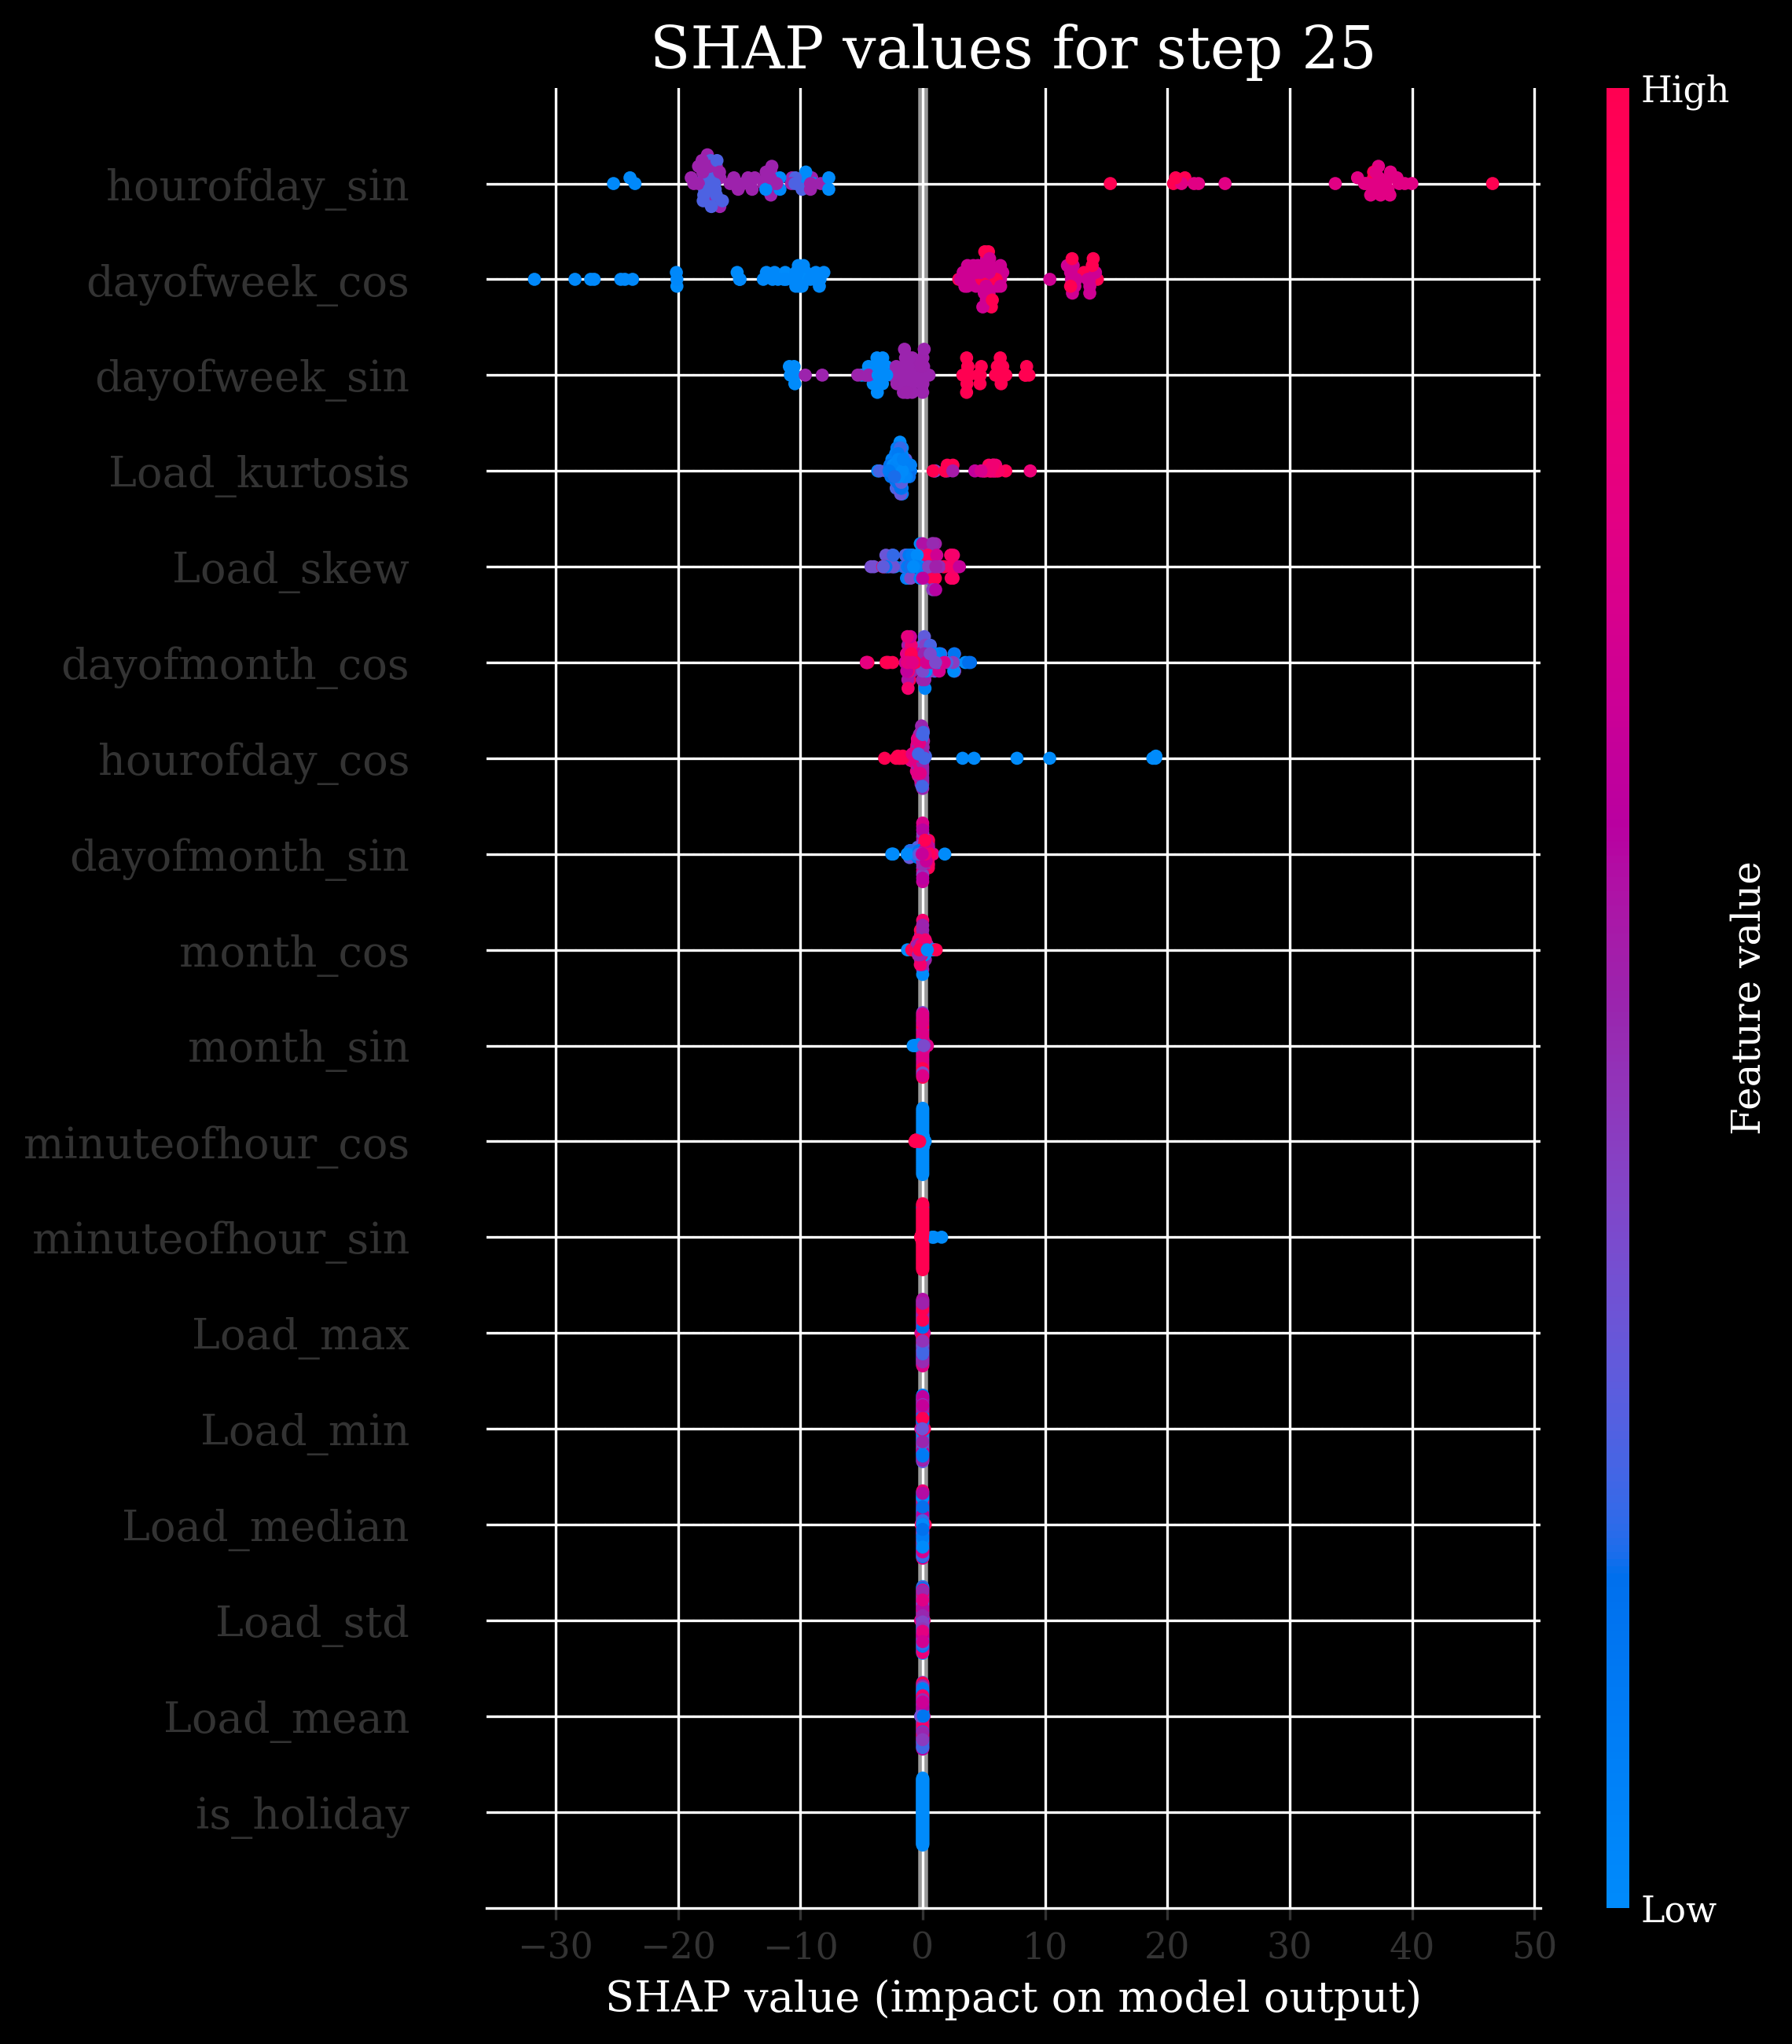 SHAP values for step 25
High
hourofday_sin
dayofweek_cos
dayofweek_sin
Load_kurtosis
Load_skew
dayofmonth_cos
hourofday_cos
dayofmonth_sin
month_cos
month_sin
minuteofhour_cos
minuteofhour_sin
Load_max
Load_min
Load_median
Load_std
Load_mean
is_holiday
Feature value
Low
−30 −20 −10 0 10 20 30 40 50
SHAP value (impact on model output)